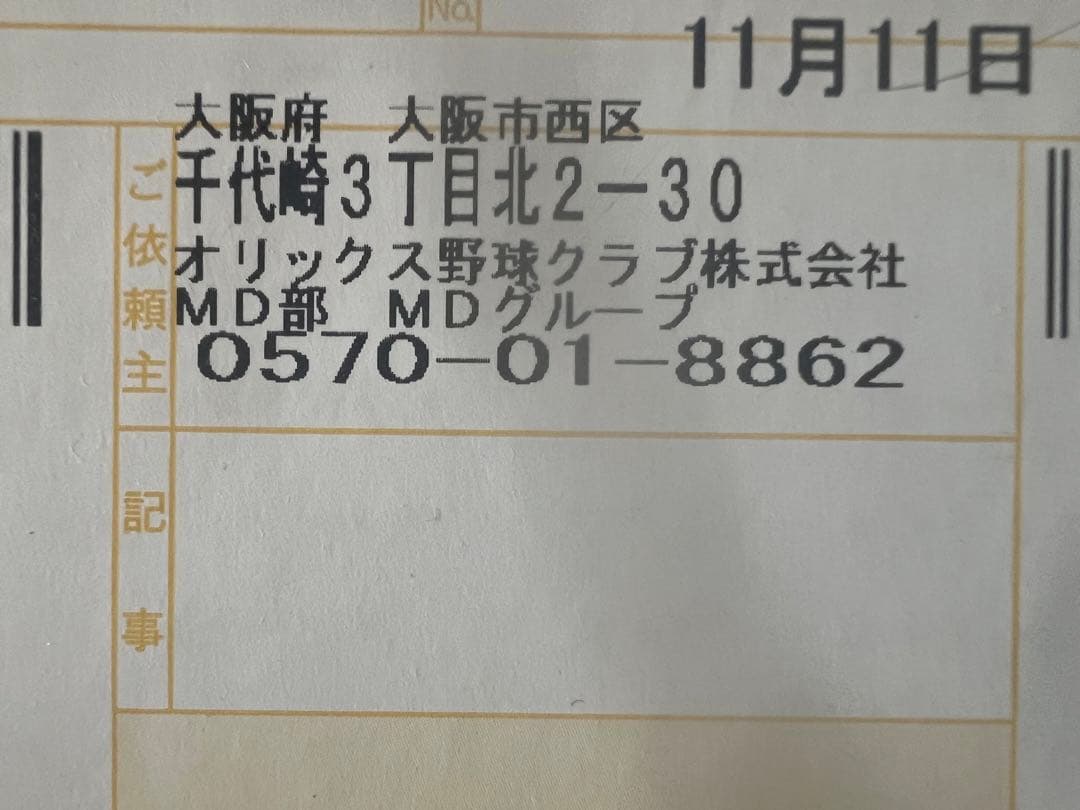 No.
11月11日
ご依頼主
大阪府 大阪市西区
千代崎3丁目北2-30
オリックス野球クラブ株式会社
MD部 MDグループ
0570-01-8862
記事